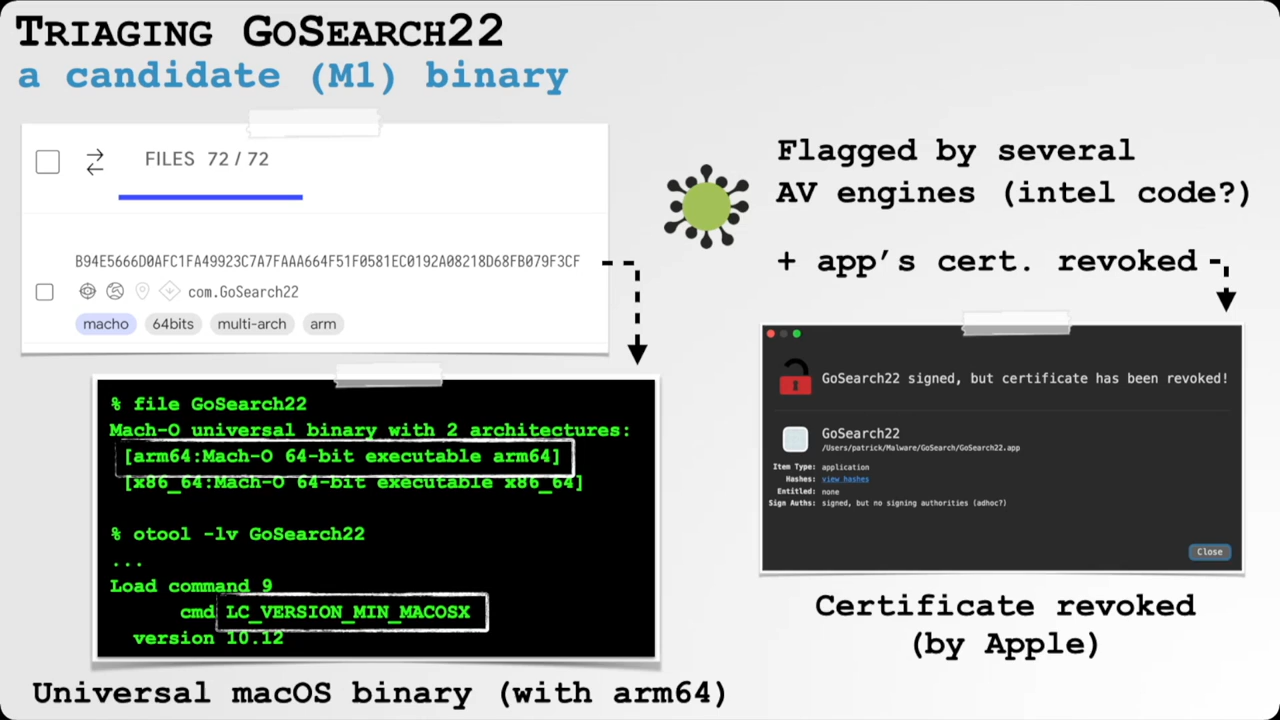 TRIAGING GOSEARCH22
a candidate (M1) binary
FILES 72 / 72
B94E5666D0AFC1FA49923C7A7FAAA664F51F0581EC0192A08218D68FB079F3CF
com.GoSearch22
macho 64bits multi-arch arm
% file GoSearch22
Mach-O universal binary with 2 architectures:
[arm64:Mach-O 64-bit executable arm64]
[x86_64:Mach-O 64-bit executable x86_64]
% otool -lv GoSearch22
...
Load command 9
cmd LC_VERSION_MIN_MACOSX
version 10.12
Universal macOS binary (with arm64)
Flagged by several
AV engines (intel code?)
+ app's cert. revoked
GoSearch22 signed, but certificate has been revoked!
GoSearch22
/Users/patrick/Malware/GoSearch/GoSearch22.app
Item Type: application
Hashes: view hashes
Entitled: none
Sign Auths: signed, but no signing authorities (adhoc?)
Close
Certificate revoked
(by Apple)